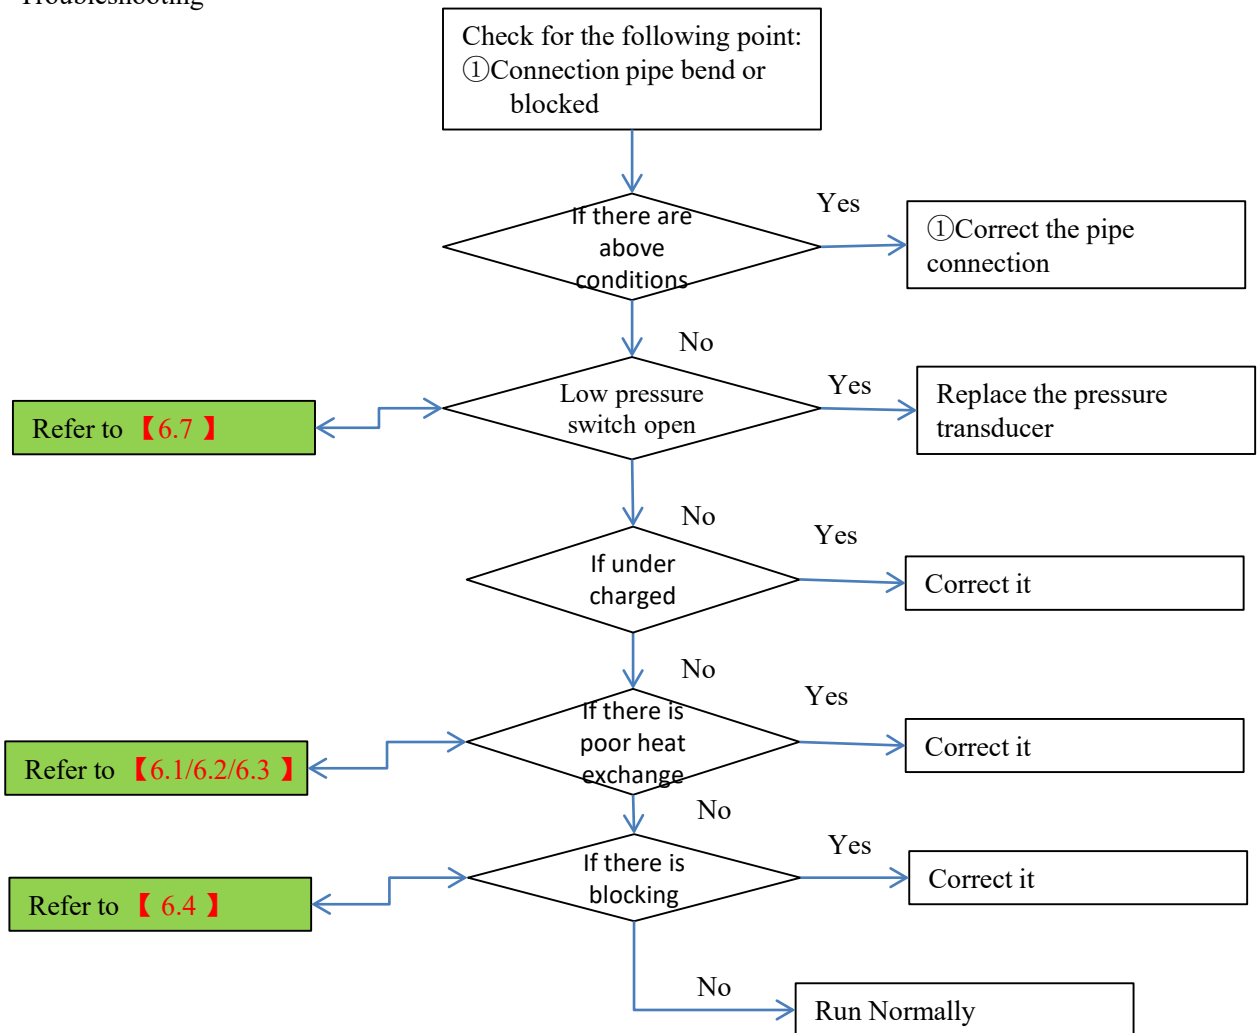 Troubleshooting
Check for the following point:
①Connection pipe bend or
blocked
If there are
above
conditions
Yes
①Correct the pipe
connection
No
Low pressure
switch open
Yes
Replace the pressure
transducer
Refer to 【6.7 】
No
If under
charged
Yes
Correct it
No
If there is
poor heat
exchange
Yes
Correct it
Refer to 【6.1/6.2/6.3 】
No
If there is
blocking
Yes
Correct it
Refer to 【 6.4 】
No
Run Normally